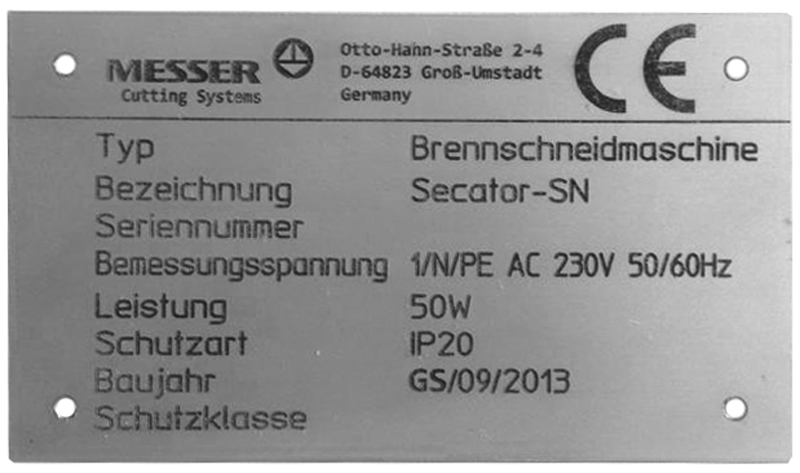 MESSER
Cutting Systems
Otto-Hahn-Straße 2-4
D-64823 Groß-Umstadt
Germany
CE
Typ Brennschneidmaschine
Bezeichnung Secator-SN
Seriennummer
Bemessungsspannung 1/N/PE AC 230V 50/60Hz
Leistung 50W
Schutzart IP20
Baujahr GS/09/2013
Schutzklasse